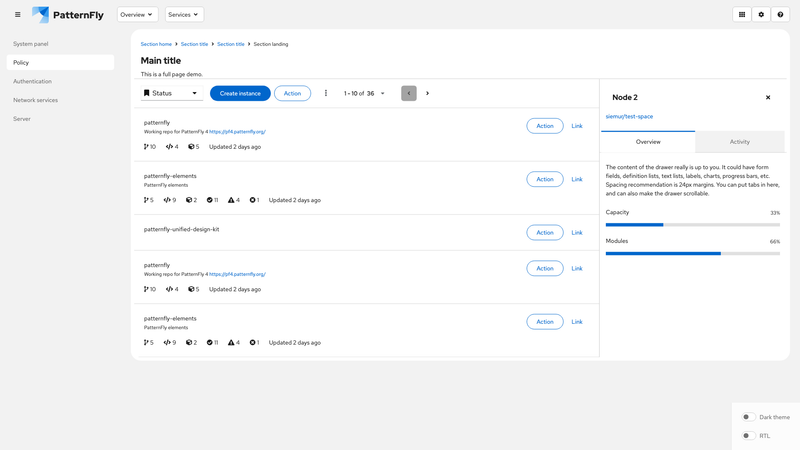 PatternFly
Overview
Services
System panel
Policy
Authentication
Network services
Server
Section home
Section title
Section title
Section landing
Main title
This is a full page demo.
Status
Create instance
Action
1 - 10 of 36
patternfly
Working repo for PatternFly 4 https://pf4.patternfly.org/
10 4 5 Updated 2 days ago
Action
Link
patternfly-elements
PatternFly elements
5 9 2 11 4 1 Updated 2 days ago
Action
Link
patternfly-unified-design-kit
Action
Link
patternfly
Working repo for PatternFly 4 https://pf4.patternfly.org/
10 4 5 Updated 2 days ago
Action
Link
patternfly-elements
PatternFly elements
5 9 2 11 4 1 Updated 2 days ago
Action
Link
Node 2
siemur/test-space
Overview
Activity
The content of the drawer really is up to you. It could have form
fields, definition lists, text lists, labels, charts, progress bars, etc.
Spacing recommendation is 24px margins. You can put tabs in here,
and can also make the drawer scrollable.
Capacity
33%
Modules
66%
Dark theme
RTL